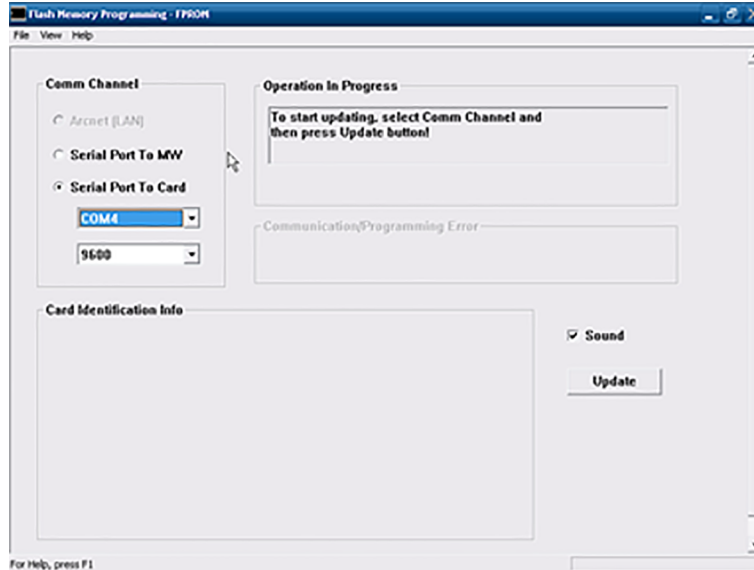 Flash Memory Programming - FPROM
File View Help
Comm Channel
Arcnet (LAN)
Serial Port To MW
Serial Port To Card
COM4
9600
Operation In Progress
To start updating, select Comm Channel and
then press Update button!
Communication/Programming Error
Card Identification Info
Sound
Update
For Help, press F1